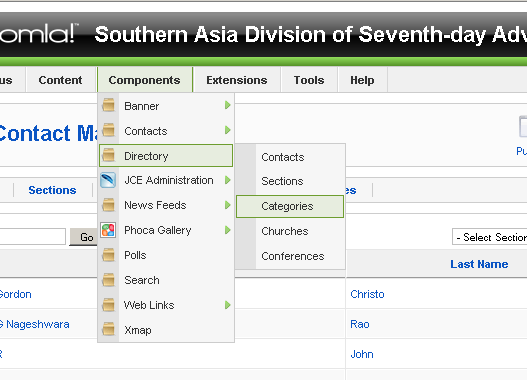 omla! Southern Asia Division of Seventh-day Adv
us Content Components Extensions Tools Help
Banner
Contact Ma
Contacts
Pu
Directory
Contacts
JCE Administration
Sections
Sections
es
News Feeds
Categories
Go
Phoca Gallery
Churches
- Select Section
Polls
Conferences
Last Name
Search
Gordon
Web Links
Christo
G Nageshwara
Xmap
Rao
R
John